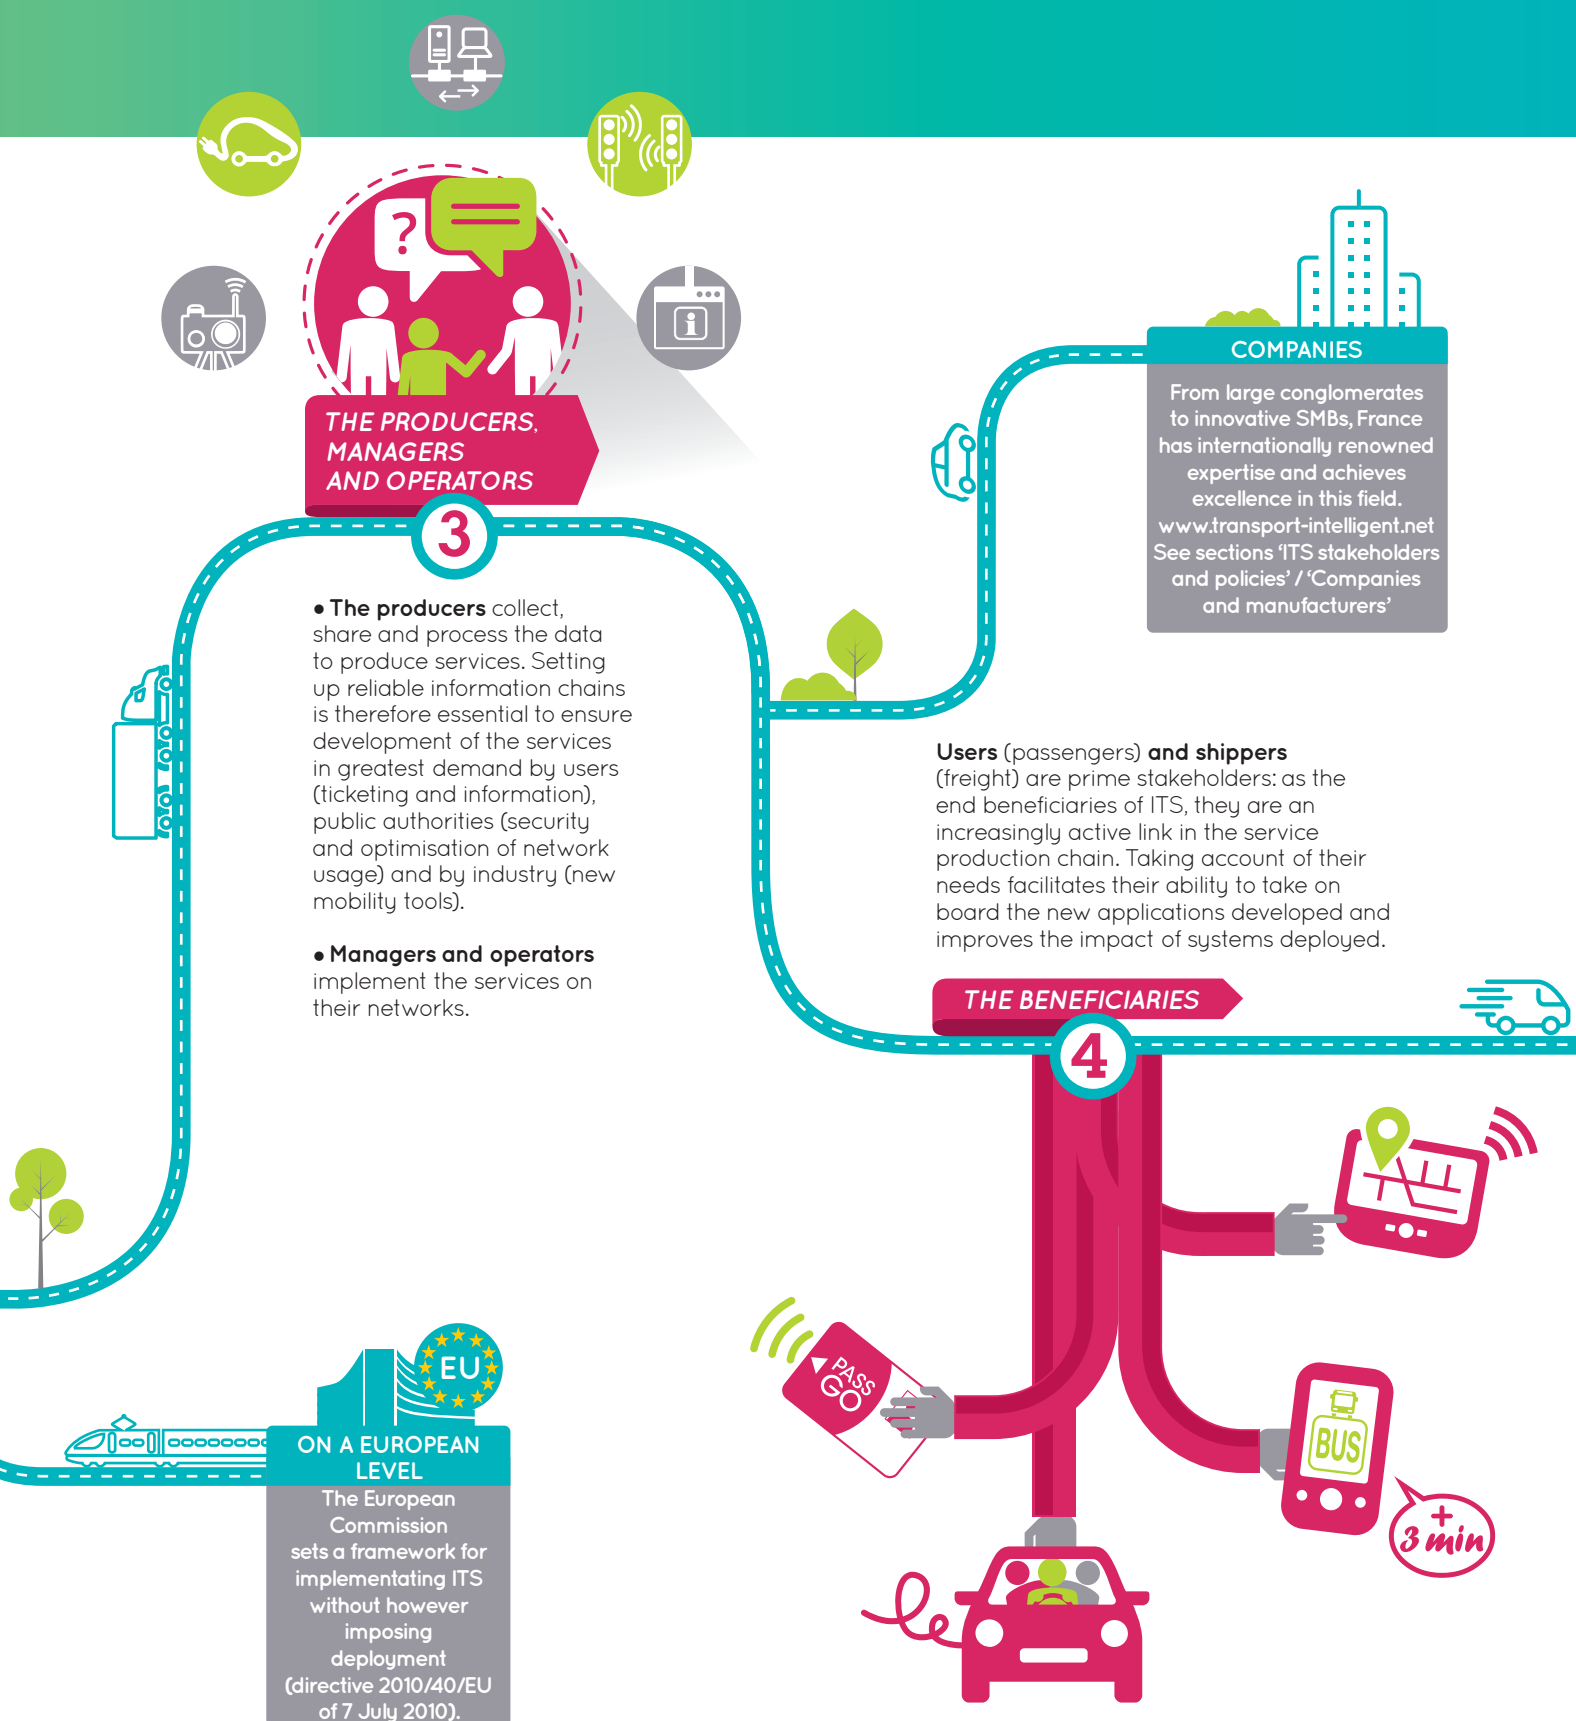 ?
i
THE PRODUCERS,
MANAGERS
AND OPERATORS
3
• The producers collect,
share and process the data
to produce services. Setting
up reliable information chains
is therefore essential to ensure
development of the services
in greatest demand by users
(ticketing and information),
public authorities (security
and optimisation of network
usage) and by industry (new
mobility tools).
• Managers and operators
implement the services on
their networks.
COMPANIES
From large conglomerates
to innovative SMBs, France
has internationally renowned
expertise and achieves
excellence in this field.
www.transport-intelligent.net
See sections ‘ITS stakeholders
and policies’ / ‘Companies
and manufacturers’
Users (passengers) and shippers
(freight) are prime stakeholders: as the
end beneficiaries of ITS, they are an
increasingly active link in the service
production chain. Taking account of their
needs facilitates their ability to take on
board the new applications developed and
improves the impact of systems deployed.
THE BENEFICIARIES
4
PASS
GO
BUS
+
3 min
EU
ON A EUROPEAN
LEVEL
The European
Commission
sets a framework for
implementating ITS
without however
imposing
deployment
(directive 2010/40/EU
of 7 July 2010).